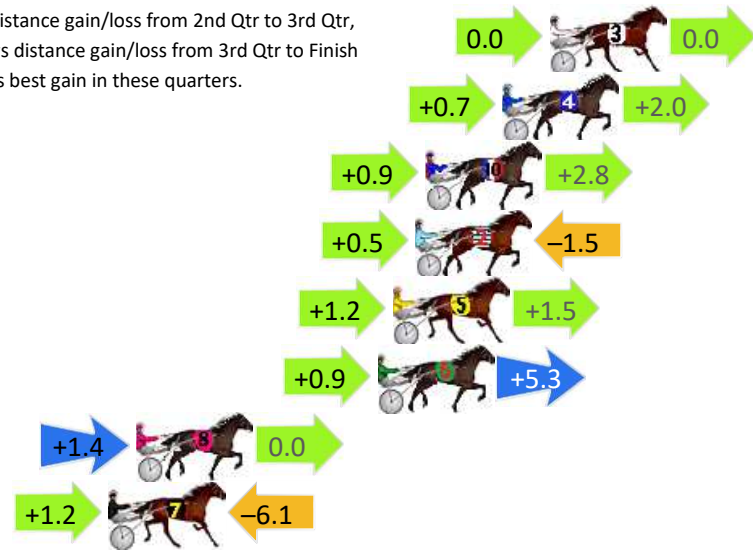 istance gain/loss from 2nd Qtr to 3rd Qtr,
s distance gain/loss from 3rd Qtr to Finish
s best gain in these quarters.
0.0 3 0.0
+0.7 4 +2.0
+0.9 10 +2.8
+0.5 –1.5
+1.2 5 +1.5
+0.9 6 +5.3
+1.4 8 0.0
+1.2 7 –6.1